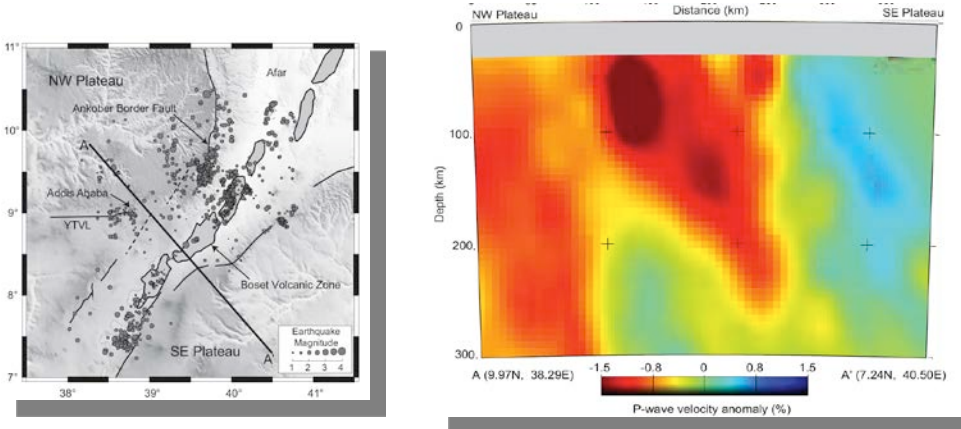 11°
10°
9°
8°
7°
38°
39°
40°
41°
NW Plateau
Afar
Ankober Border Fault
A
Addis Ababa
YTVL
Boset Volcanic Zone
SE Plateau
A'
Earthquake
Magnitude
1 2 3 4
NW Plateau
Distance (km)
SE Plateau
0
100.
200.
300.
Depth (km)
A (9.97N, 38.29E)
-1.5 -0.8 0 0.8 1.5
A' (7.24N, 40.50E)
P-wave velocity anomaly (%)